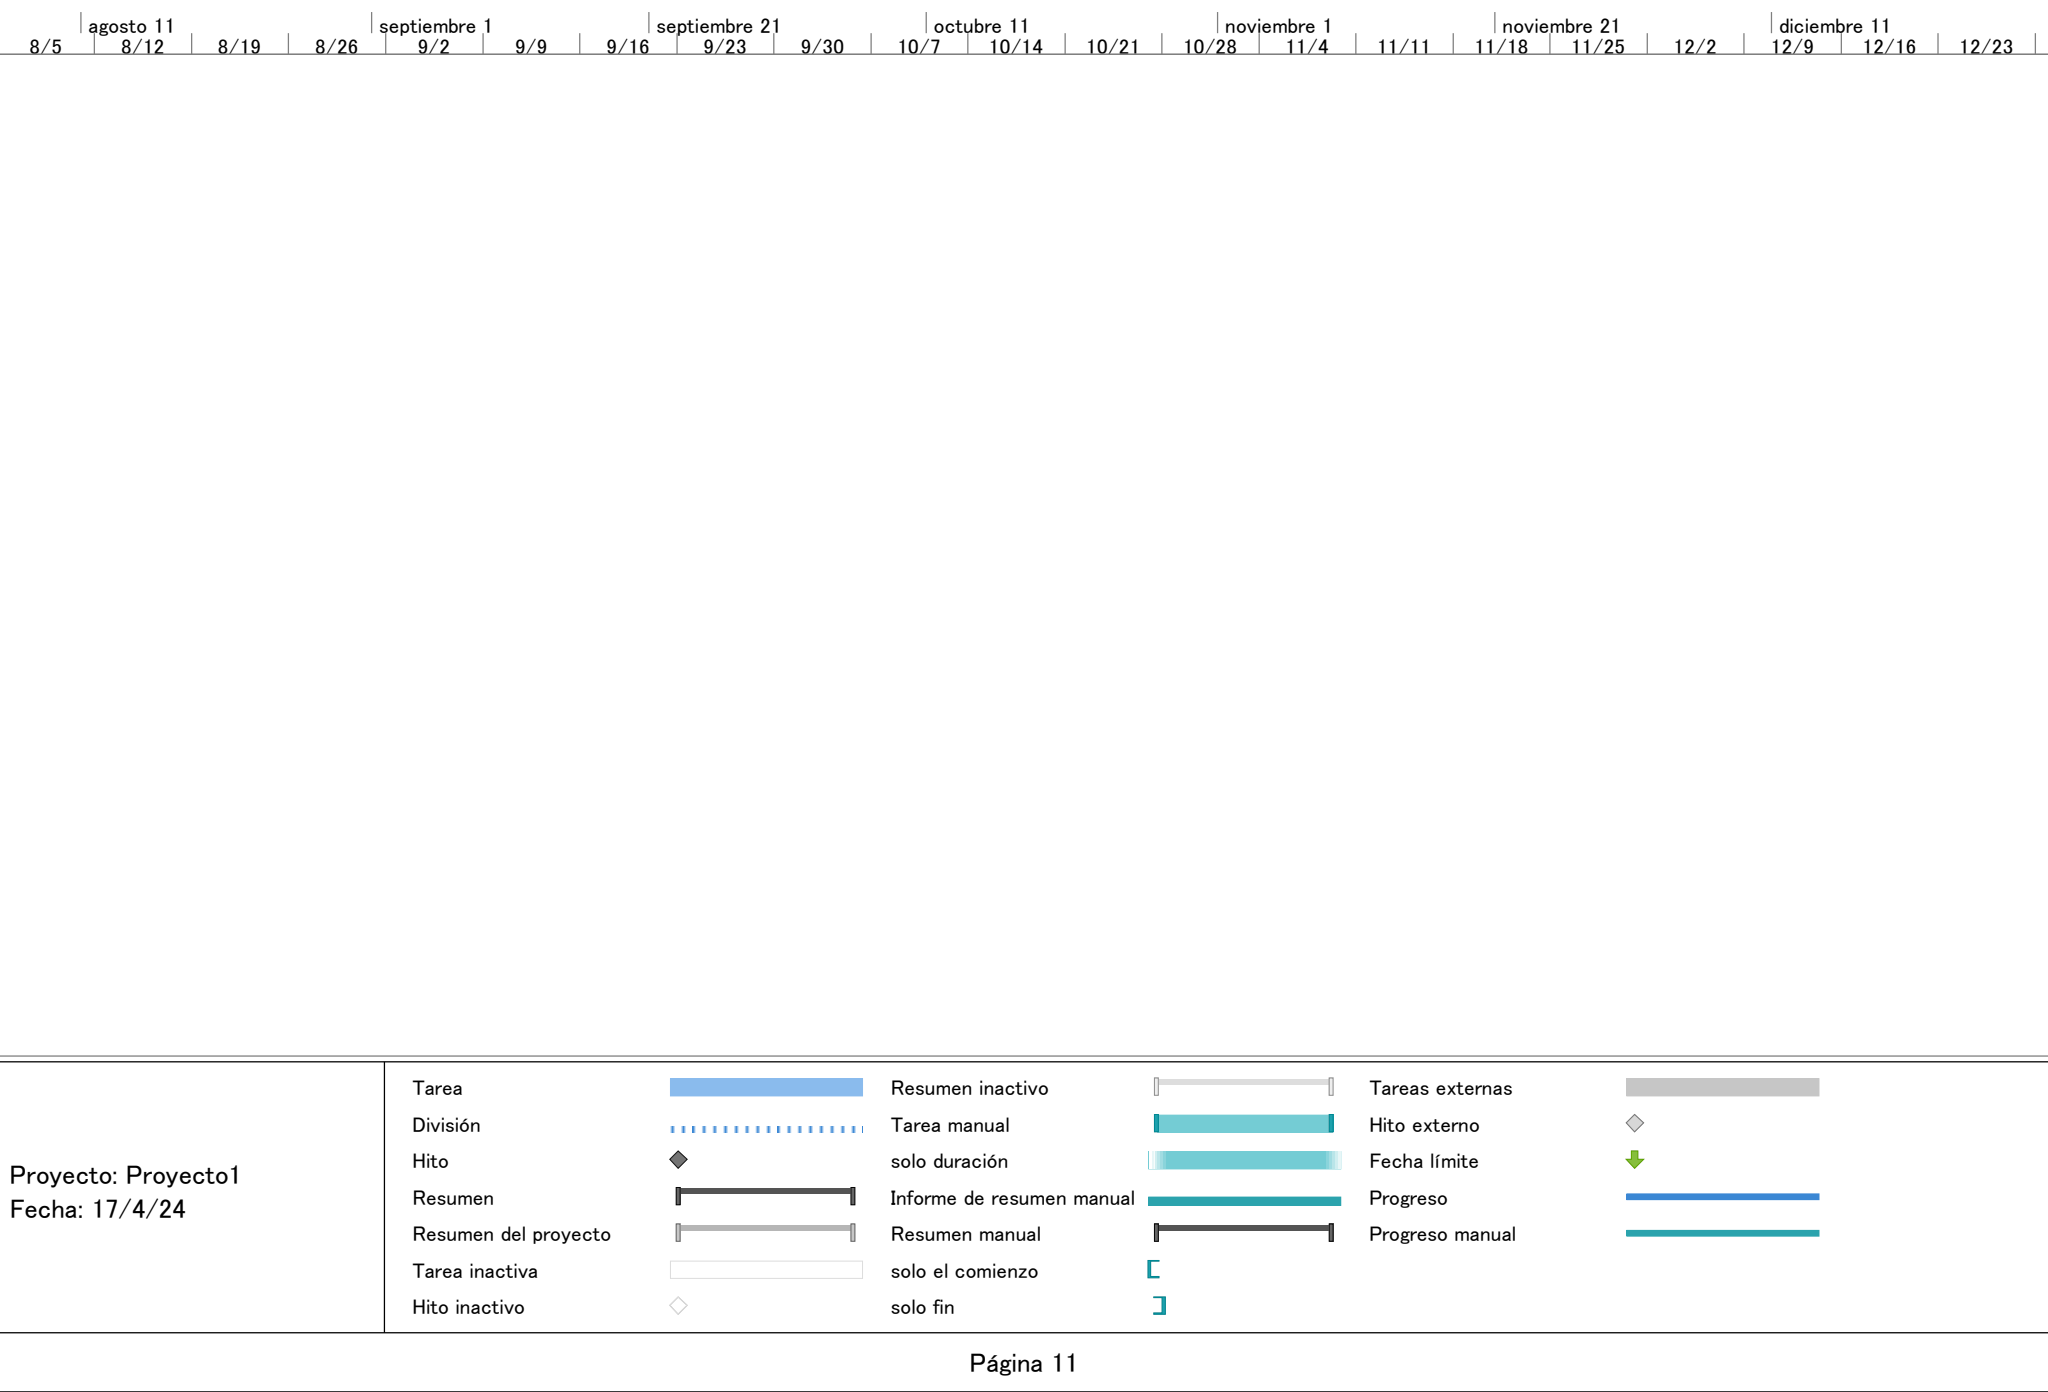 agosto 11 septiembre 1 septiembre 21 octubre 11 noviembre 1 noviembre 21 diciembre 11
8/5 8/12 8/19 8/26 9/2 9/9 9/16 9/23 9/30 10/7 10/14 10/21 10/28 11/4 11/11 11/18 11/25 12/2 12/9 12/16 12/23
Proyecto: Proyecto1
Fecha: 17/4/24
Tarea
División
Hito
Resumen
Resumen del proyecto
Tarea inactiva
Hito inactivo
Resumen inactivo
Tarea manual
solo duración
Informe de resumen manual
Resumen manual
solo el comienzo
solo fin
Tareas externas
Hito externo
Fecha límite
Progreso
Progreso manual
Página 11